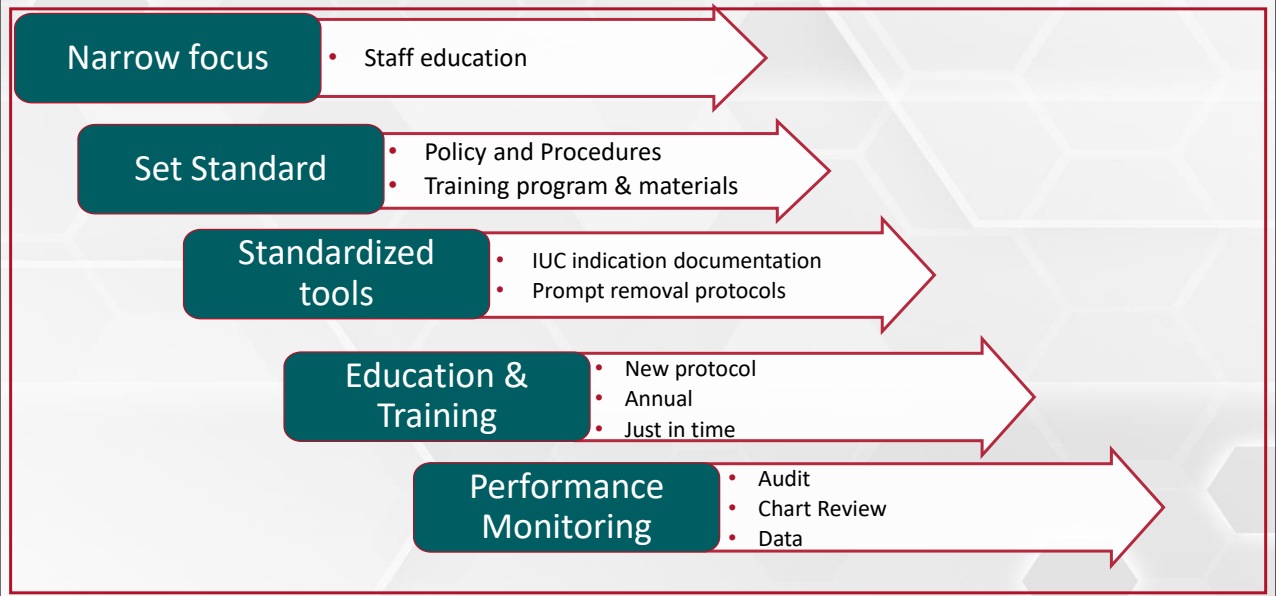 Narrow focus
• Staff education
Set Standard
• Policy and Procedures
• Training program & materials
Standardized
tools
• IUC indication documentation
• Prompt removal protocols
Education &
Training
• New protocol
• Annual
• Just in time
Performance
Monitoring
• Audit
• Chart Review
• Data